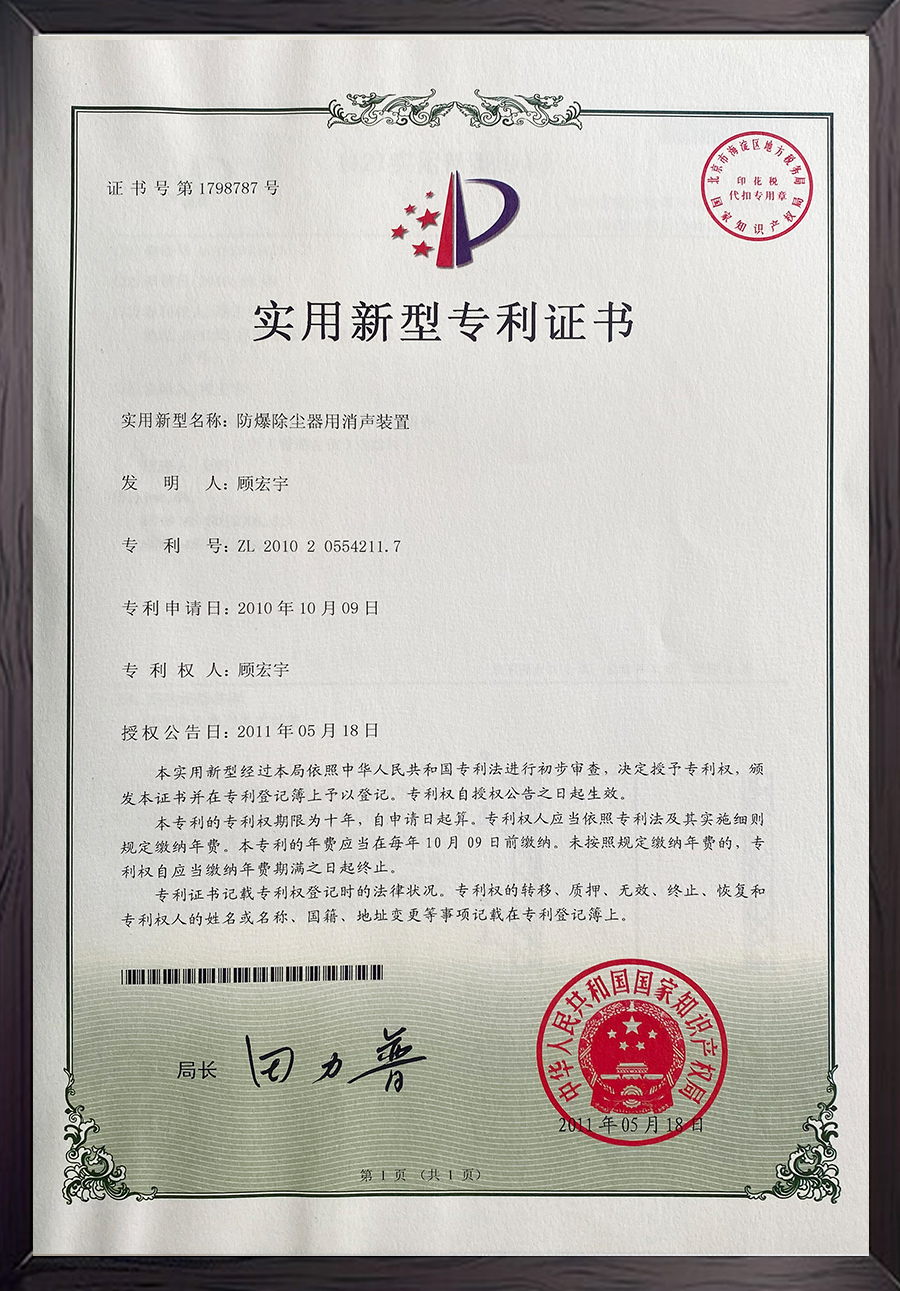 证书号第1798787号
北京市海淀区地方税务局
印花税
代扣专用章
国家知识产权局
实用新型专利证书
实用新型名称：防爆除尘器用消声装置
发明人：顾宏宇
专利号：ZL 2010 2 0554211.7
专利申请日：2010年10月09日
专利权人：顾宏宇
授权公告日：2011年05月18日
本实用新型经过本局依照中华人民共和国专利法进行初步审查，决定授予专利权，颁
发本证书并在专利登记簿上予以登记。专利权自授权公告之日起生效。
本专利的专利权期限为十年，自申请日起算。专利权人应当依照专利法及其实施细则
规定缴纳年费。本专利的年费应当在每年10月09日前缴纳。未按照规定缴纳年费的，专
利权自应当缴纳年费期满之日起终止。
专利证书记载专利权登记时的法律状况。专利权的转移、质押、无效、终止、恢复和
专利权人的姓名或名称、国籍、地址变更等事项记载在专利登记簿上。
局长 田力普
中华人民共和国国家知识产权局
2011年05月18日
第1页（共1页）